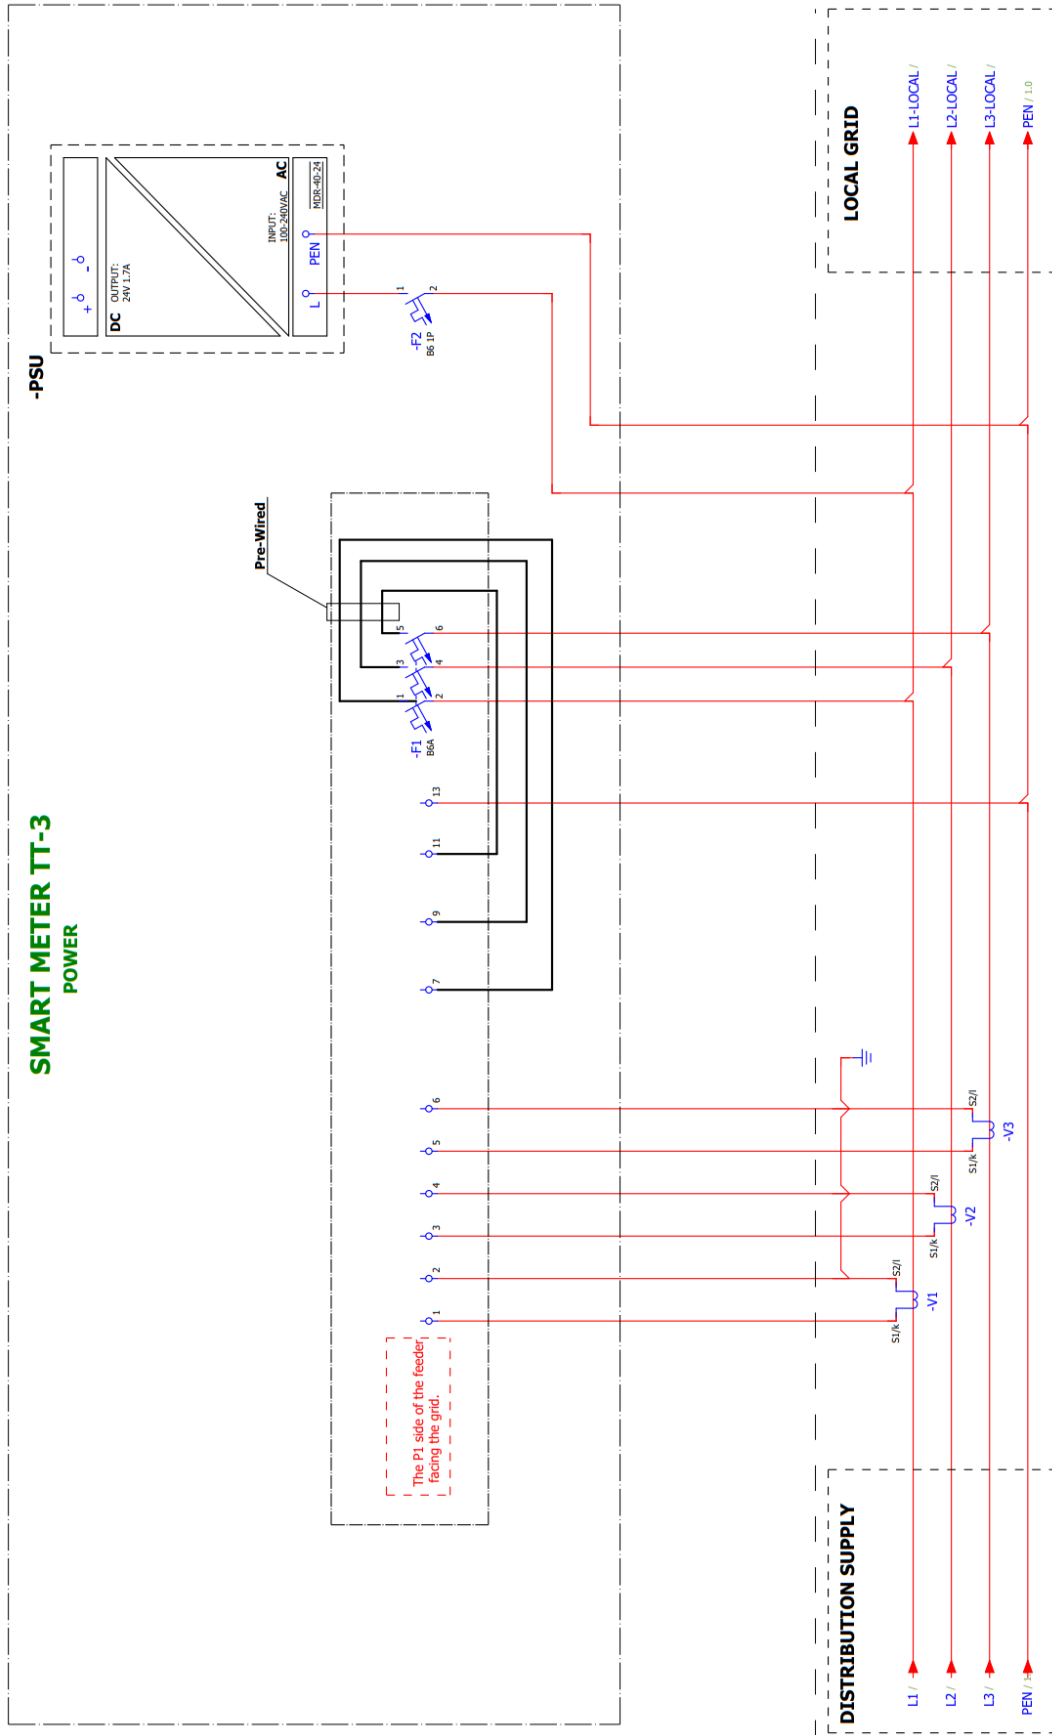 SMART METER TT-3
POWER
-PSU
+
-
DC
OUTPUT:
24V 1.7A
INPUT:
100-240VAC
AC
MDR-40-24
L
PEN
1
2
-F2
B6 1P
Pre-Wired
1
3
5
2
4
6
-F1
B6A
1
2
3
4
5
6
7
9
11
13
The P1 side of the feeder
facing the grid.
S1/k
S2/l
-V1
S1/k
S2/l
-V2
S1/k
S2/l
-V3
DISTRIBUTION SUPPLY
L1 /
L2 /
L3 /
PEN /
LOCAL GRID
L1-LOCAL /
L2-LOCAL /
L3-LOCAL /
PEN / 1.0